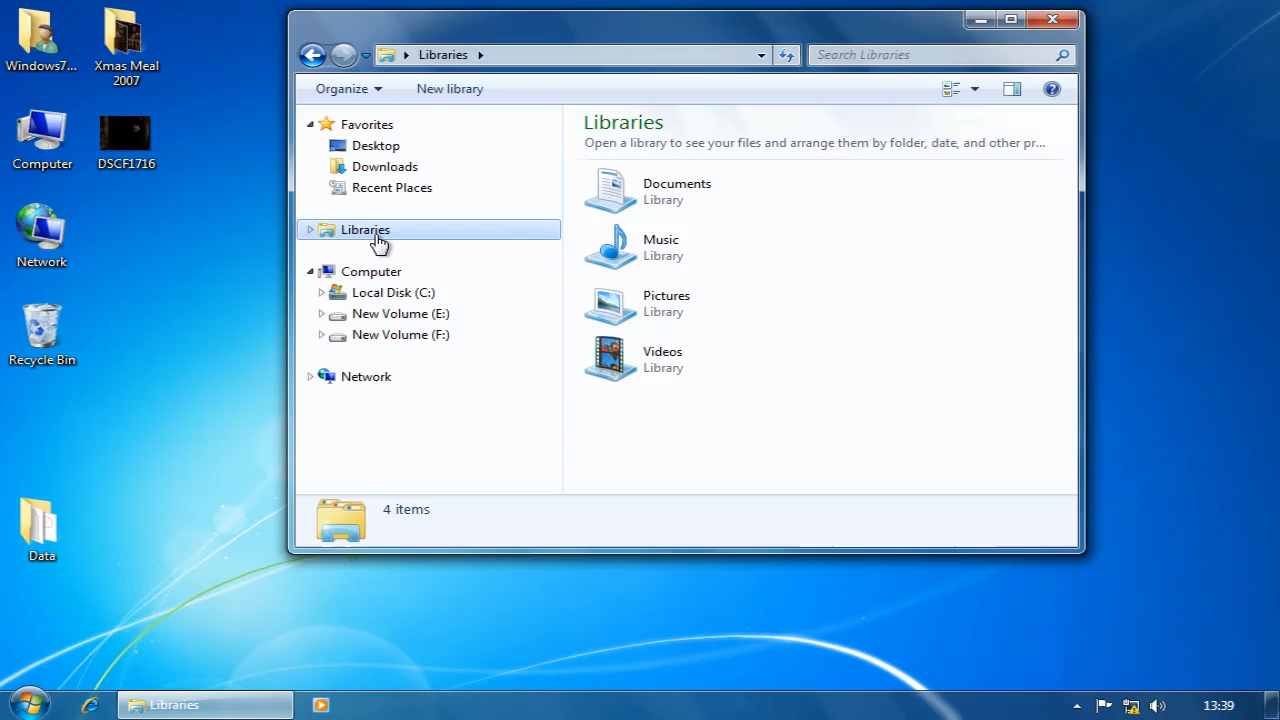 Windows7...
Xmas Meal
2007
Computer
DSCF1716
Network
Recycle Bin
Data
Libraries
Search Libraries
Organize
New library
Favorites
Desktop
Downloads
Recent Places
Libraries
Computer
Local Disk (C:)
New Volume (E:)
New Volume (F:)
Network
Libraries
Open a library to see your files and arrange them by folder, date, and other pr...
Documents
Library
Music
Library
Pictures
Library
Videos
Library
4 items
Libraries
13:39